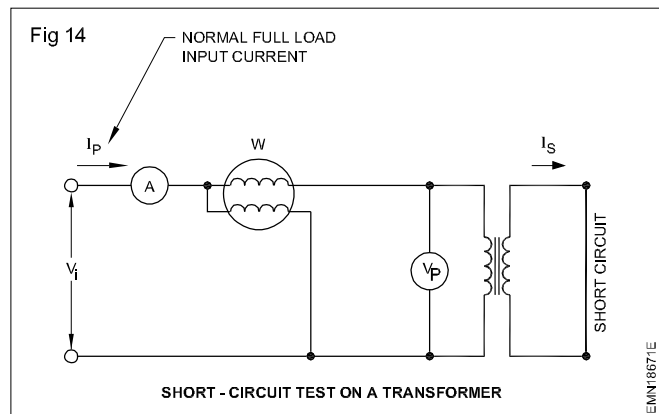 Fig 14
NORMAL FULL LOAD
INPUT CURRENT
IP
W
IS
A
Vi
VP
SHORT CIRCUIT
SHORT - CIRCUIT TEST ON A TRANSFORMER
EMN18671E